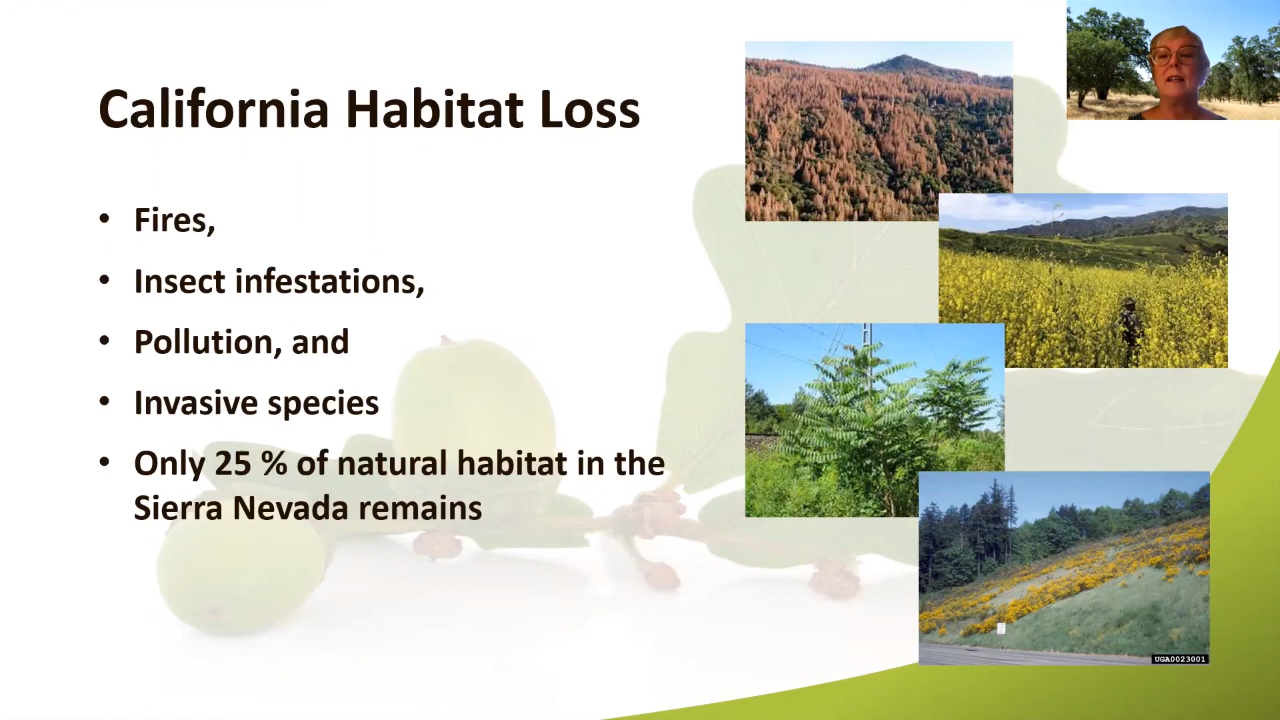 California Habitat Loss
• Fires,
• Insect infestations,
• Pollution, and
• Invasive species
• Only 25 % of natural habitat in the
Sierra Nevada remains
UGA0023001